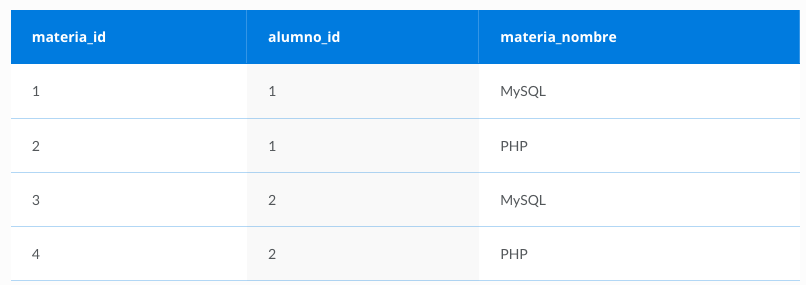 materia_id alumno_id materia_nombre
1 1 MySQL
2 1 PHP
3 2 MySQL
4 2 PHP